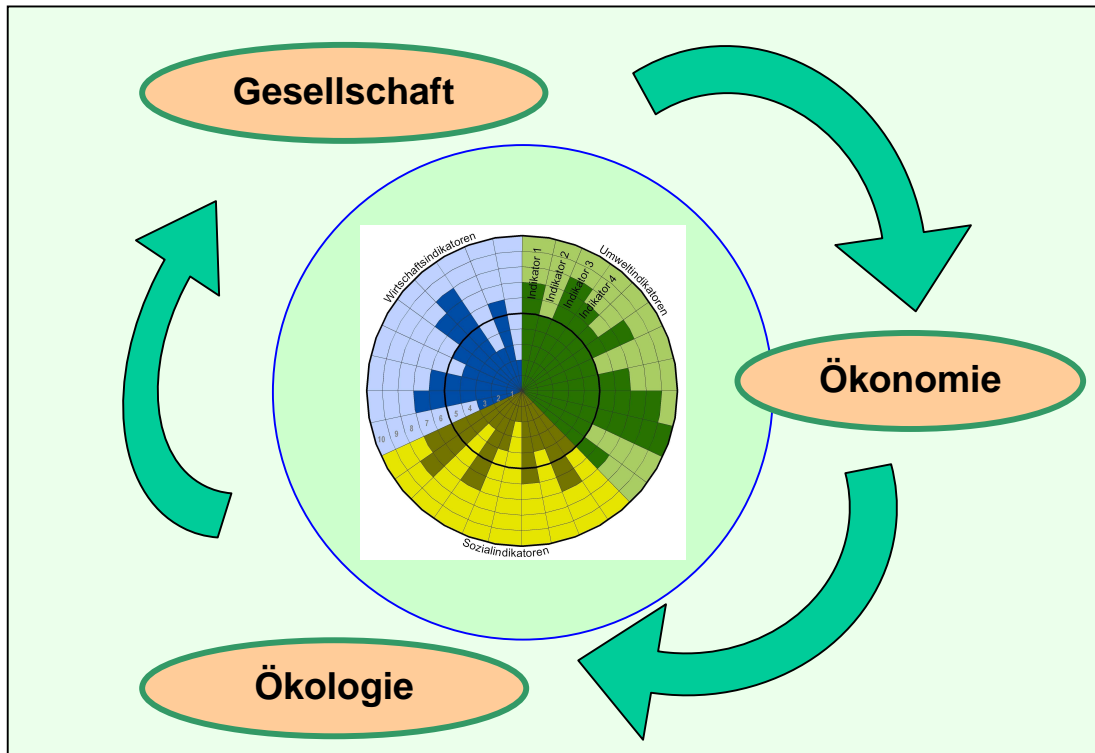 Gesellschaft
Wirtschaftsindikatoren
Umweltindikatoren
Indikator 1
Indikator 2
Indikator 3
Indikator 4
Ökonomie
10 9 8 7 6 5 4 3 2 1
Sozialindikatoren
Ökologie